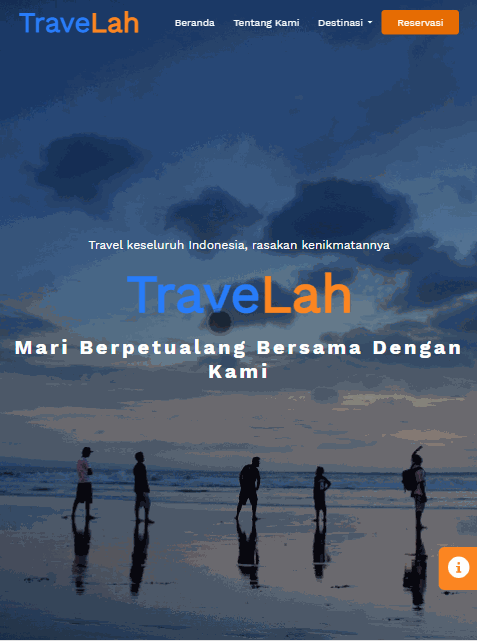 TraveLah
Beranda Tentang Kami Destinasi Reservasi
Travel keseluruh Indonesia, rasakan kenikmatannya
TraveLah
Mari Berpetualang Bersama Dengan
Kami